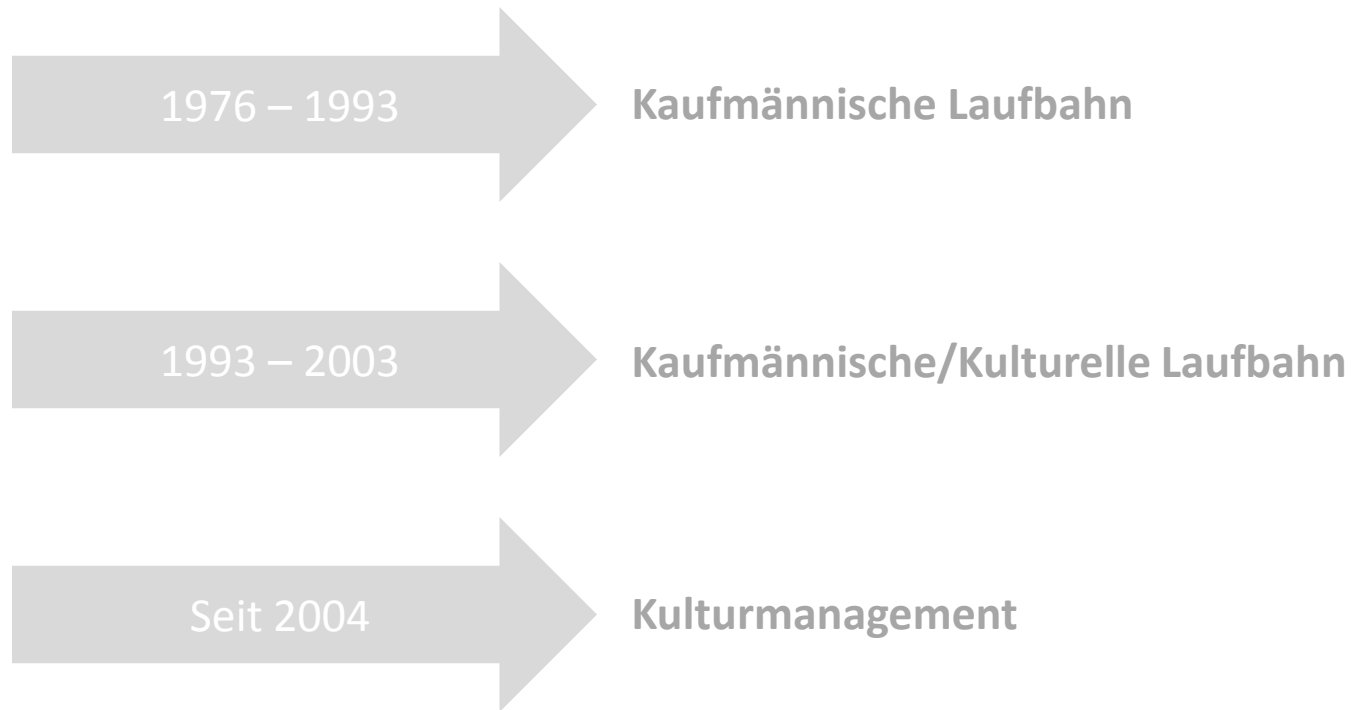 1976 – 1993 Kaufmännische Laufbahn
1993 – 2003 Kaufmännische/Kulturelle Laufbahn
Seit 2004 Kulturmanagement